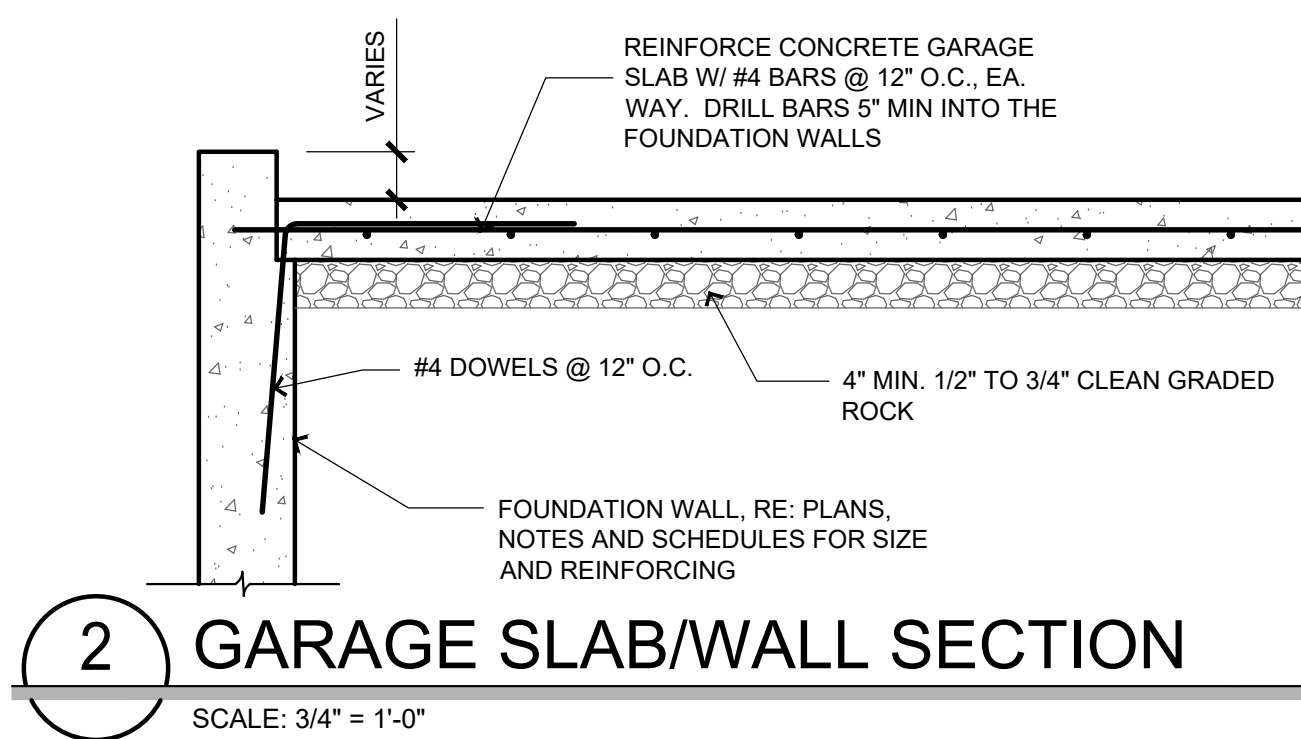 VARIES
REINFORCE CONCRETE GARAGE
SLAB W/ #4 BARS @ 12" O.C., EA.
WAY. DRILL BARS 5" MIN INTO THE
FOUNDATION WALLS
#4 DOWELS @ 12" O.C.
4" MIN. 1/2" TO 3/4" CLEAN GRADED
ROCK
FOUNDATION WALL, RE: PLANS,
NOTES AND SCHEDULES FOR SIZE
AND REINFORCING
2
GARAGE SLAB/WALL SECTION
SCALE: 3/4" = 1'-0"